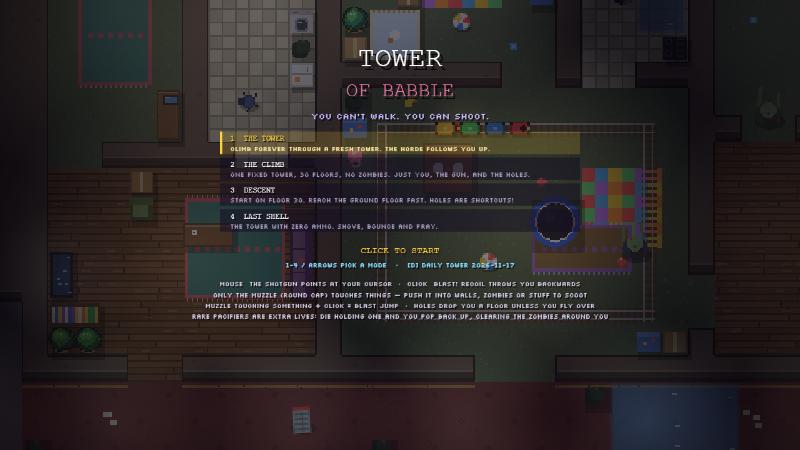 TOWER
OF BABBLE
YOU CAN'T WALK. YOU CAN SHOOT.
1 THE TOWER
CLIMB FOREVER THROUGH A FRESH TOWER. THE HORDE FOLLOWS YOU UP.
2 THE CLIMB
ONE FIXED TOWER, 30 FLOORS, NO ZOMBIES. JUST YOU, THE GUN, AND THE HOLES.
3 DESCENT
START ON FLOOR 30. REACH THE GROUND FLOOR FAST. HOLES ARE SHORTCUTS!
4 LAST SHELL
THE TOWER WITH ZERO AMMO. SHOVE, BOUNCE AND PRAY.
CLICK TO START
1-4 / ARROWS PICK A MODE · [D] DAILY TOWER 2026-11-17
MOUSE THE SHOTGUN POINTS AT YOUR CURSOR · CLICK BLAST! RECOIL THROWS YOU BACKWARDS
ONLY THE MUZZLE (ROUND CAP) TOUCHES THINGS — PUSH IT INTO WALLS, ZOMBIES OR STUFF TO SCOOT
MUZZLE TOUCHING SOMETHING + CLICK = BLAST JUMP · HOLES DROP YOU A FLOOR UNLESS YOU FLY OVER
RARE PACIFIERS ARE EXTRA LIVES: DIE HOLDING ONE AND YOU POP BACK UP, CLEARING THE ZOMBIES AROUND YOU